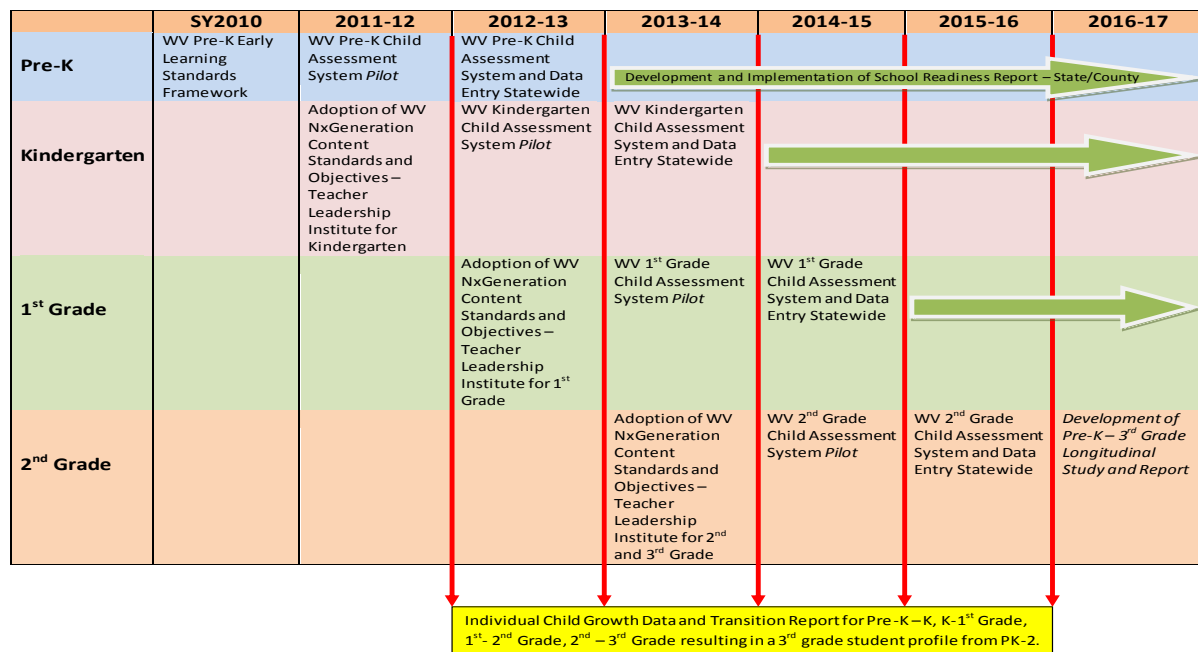 SY2010 2011-12 2012-13 2013-14 2014-15 2015-16 2016-17
Pre-K
WV Pre-K Early
Learning
Standards
Framework
WV Pre-K Child
Assessment
System Pilot
WV Pre-K Child
Assessment
System and Data
Entry Statewide
Development and Implementation of School Readiness Report – State/County
Kindergarten
Adoption of WV
NxGeneration
Content
Standards and
Objectives –
Teacher
Leadership
Institute for
Kindergarten
WV Kindergarten
Child Assessment
System Pilot
WV Kindergarten
Child Assessment
System and Data
Entry Statewide
1st Grade
Adoption of WV
NxGeneration
Content
Standards and
Objectives –
Teacher
Leadership
Institute for 1st
Grade
WV 1st Grade
Child Assessment
System Pilot
WV 1st Grade
Child Assessment
System and Data
Entry Statewide
2nd Grade
Adoption of WV
NxGeneration
Content
Standards and
Objectives –
Teacher
Leadership
Institute for 2nd
and 3rd Grade
WV 2nd Grade
Child Assessment
System Pilot
WV 2nd Grade
Child Assessment
System and Data
Entry Statewide
Development of
Pre-K – 3rd Grade
Longitudinal
Study and Report
Individual Child Growth Data and Transition Report for Pre-K – K, K-1st Grade,
1st- 2nd Grade, 2nd – 3rd Grade resulting in a 3rd grade student profile from PK-2.